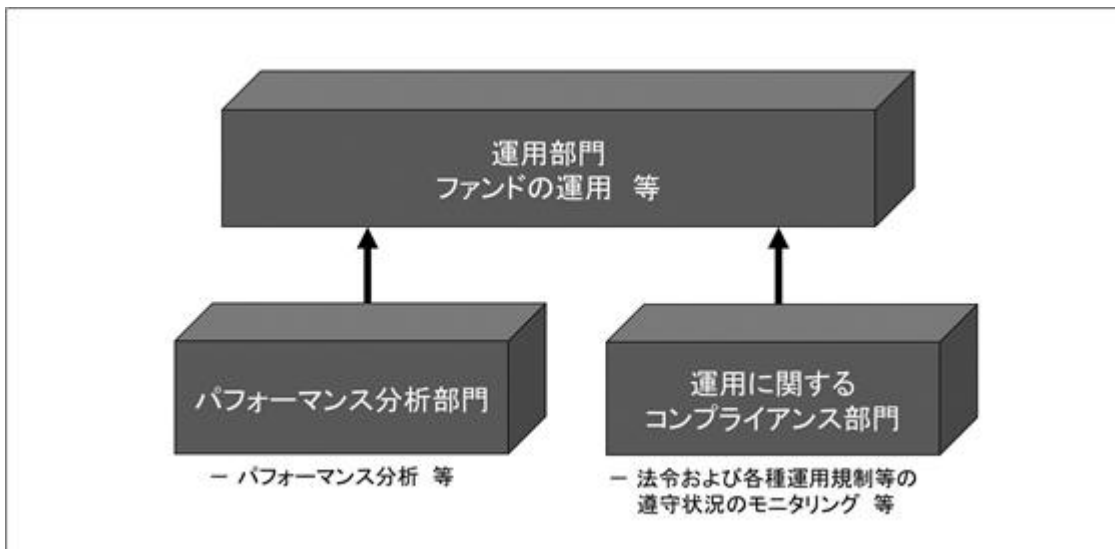 運用部門
ファンドの運用 等
パフォーマンス分析部門
－ パフォーマンス分析 等
運用に関する
コンプライアンス部門
－ 法令および各種運用規制等の
遵守状況のモニタリング 等